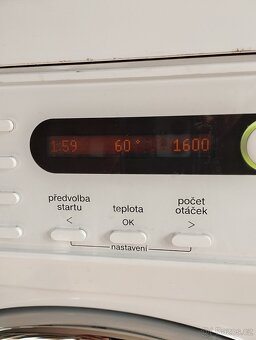 1:59 60° 1600
předvolba startu
teplota
počet otáček
< OK >
nastavení